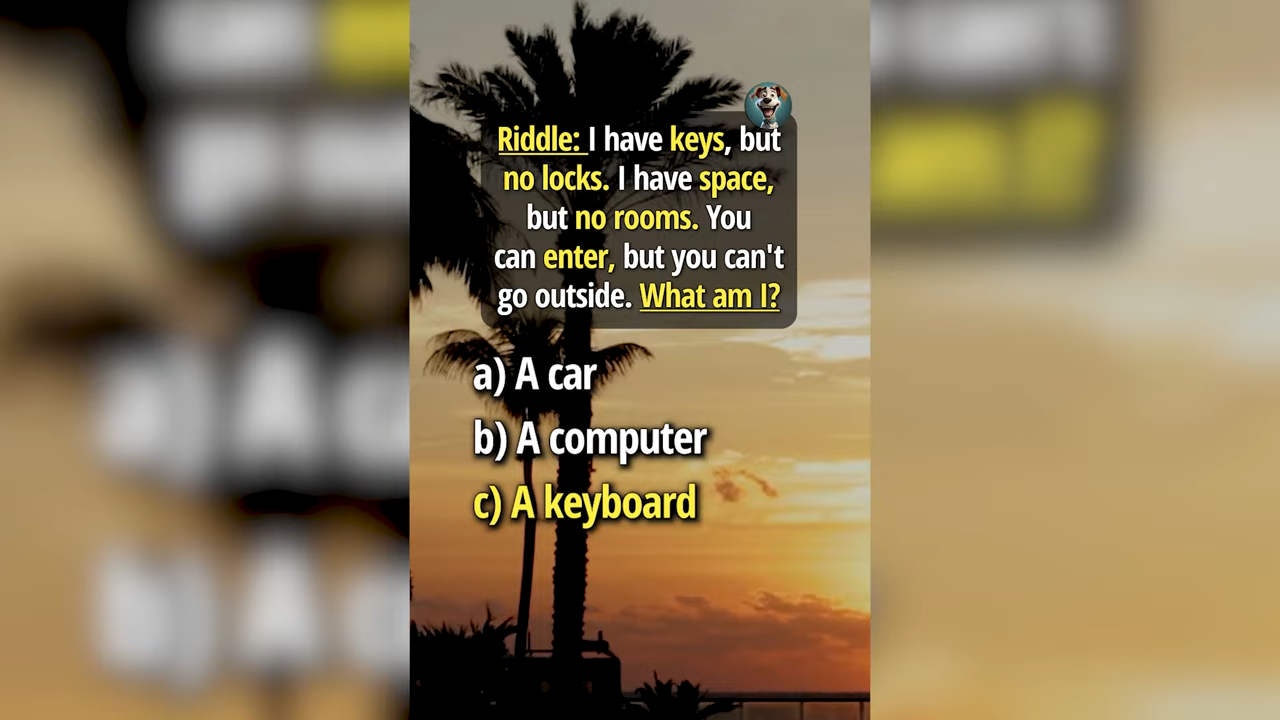 Riddle: I have keys, but
no locks. I have space,
but no rooms. You
can enter, but you can't
go outside. What am I?
a) A car
b) A computer
c) A keyboard